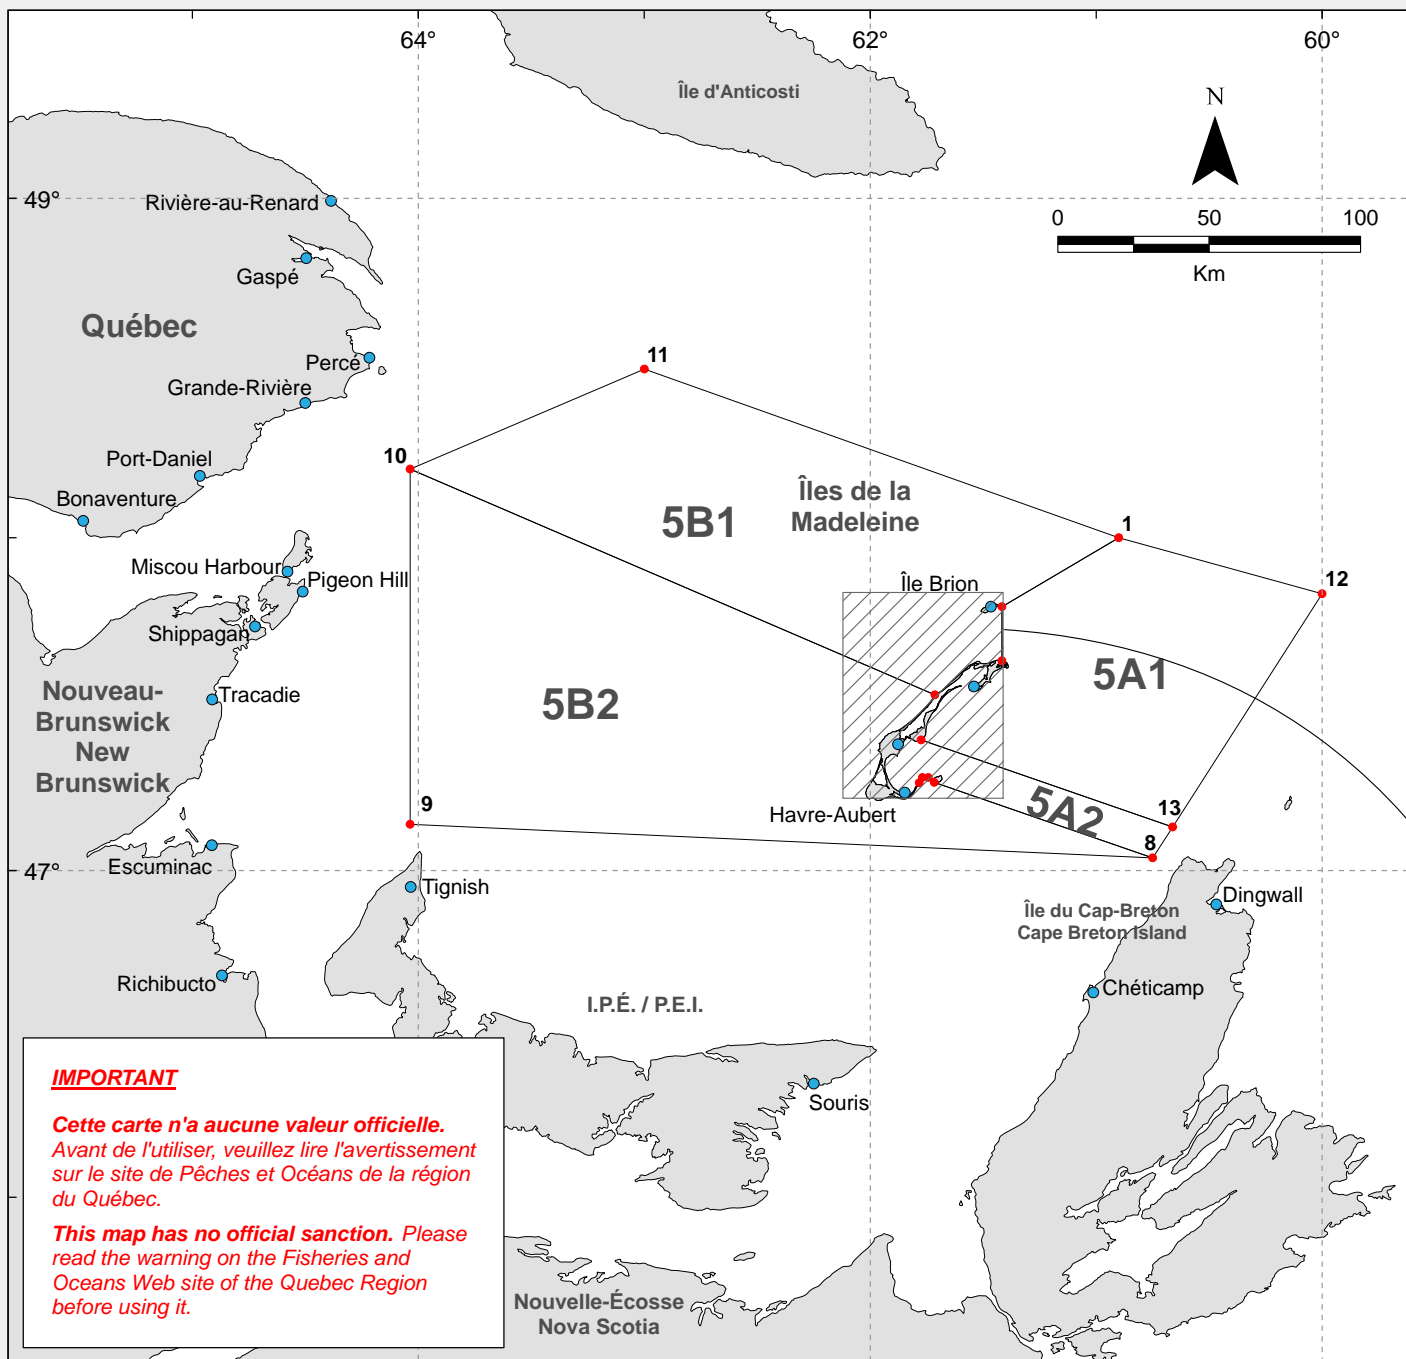 64°
62°
60°
Île d'Anticosti
N
49°
Rivière-au-Renard
0 50 100
Km
Gaspé
Québec
Percé
11
Grande-Rivière
10
Port-Daniel
Bonaventure
Îles de la
Madeleine
5B1
1
Miscou Harbour
Pigeon Hill
Île Brion
12
Shippagan
5A1
Nouveau-
Brunswick
New
Brunswick
Tracadie
5B2
9
Havre-Aubert
5A2
13
8
47°
Escuminac
Tignish
Dingwall
Île du Cap-Breton
Cape Breton Island
Richibucto
Chéticamp
I.P.É. / P.E.I.
Souris
IMPORTANT
Cette carte n'a aucune valeur officielle.
Avant de l'utiliser, veuillez lire l'avertissement
sur le site de Pêches et Océans de la région
du Québec.
This map has no official sanction. Please
read the warning on the Fisheries and
Oceans Web site of the Quebec Region
before using it.
Nouvelle-Écosse
Nova Scotia